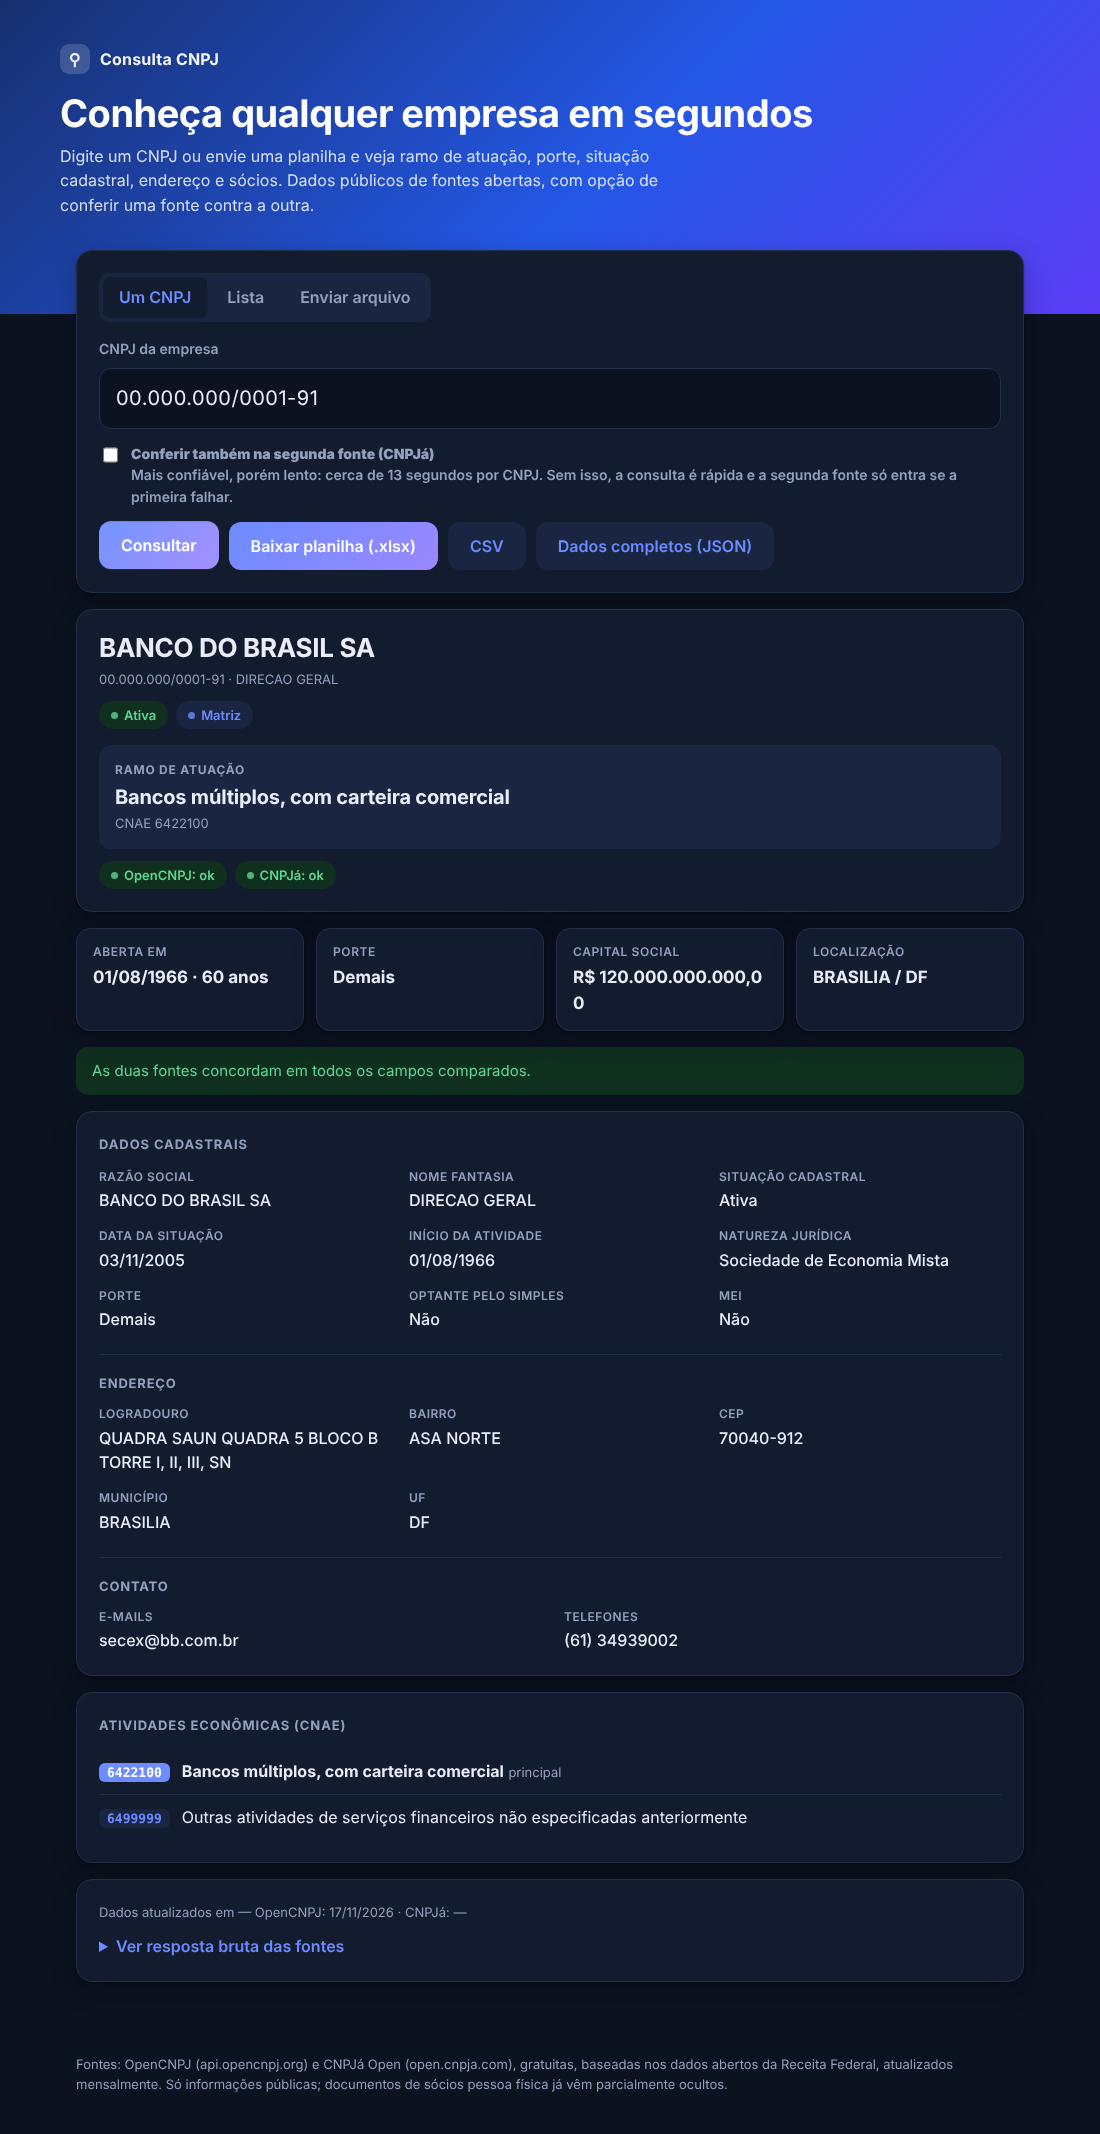 Consulta CNPJ
Conheça qualquer empresa em segundos
Digite um CNPJ ou envie uma planilha e veja ramo de atuação, porte, situação
cadastral, endereço e sócios. Dados públicos de fontes abertas, com opção de
conferir uma fonte contra a outra.
Um CNPJ Lista Enviar arquivo
CNPJ da empresa
00.000.000/0001-91
Conferir também na segunda fonte (CNPJá)
Mais confiável, porém lento: cerca de 13 segundos por CNPJ. Sem isso, a consulta é rápida e a segunda fonte só entra se a
primeira falhar.
Consultar Baixar planilha (.xlsx) CSV Dados completos (JSON)
BANCO DO BRASIL SA
00.000.000/0001-91 · DIRECAO GERAL
Ativa Matriz
RAMO DE ATUAÇÃO
Bancos múltiplos, com carteira comercial
CNAE 6422100
OpenCNPJ: ok CNPJá: ok
ABERTA EM PORTE CAPITAL SOCIAL LOCALIZAÇÃO
01/08/1966 · 60 anos Demais R$ 120.000.000.000,0 BRASILIA / DF
0
As duas fontes concordam em todos os campos comparados.
DADOS CADASTRAIS
RAZÃO SOCIAL NOME FANTASIA SITUAÇÃO CADASTRAL
BANCO DO BRASIL SA DIRECAO GERAL Ativa
DATA DA SITUAÇÃO INÍCIO DA ATIVIDADE NATUREZA JURÍDICA
03/11/2005 01/08/1966 Sociedade de Economia Mista
PORTE OPTANTE PELO SIMPLES MEI
Demais Não Não
ENDEREÇO
LOGRADOURO BAIRRO CEP
QUADRA SAUN QUADRA 5 BLOCO B ASA NORTE 70040-912
TORRE I, II, III, SN
MUNICÍPIO UF
BRASILIA DF
CONTATO
E-MAILS TELEFONES
secex@bb.com.br (61) 34939002
ATIVIDADES ECONÔMICAS (CNAE)
6422100 Bancos múltiplos, com carteira comercial principal
6499999 Outras atividades de serviços financeiros não especificadas anteriormente
Dados atualizados em — OpenCNPJ: 17/11/2026 · CNPJá: —
Ver resposta bruta das fontes
Fontes: OpenCNPJ (api.opencnpj.org) e CNPJá Open (open.cnpja.com), gratuitas, baseadas nos dados abertos da Receita Federal, atualizados
mensalmente. Só informações públicas; documentos de sócios pessoa física já vêm parcialmente ocultos.